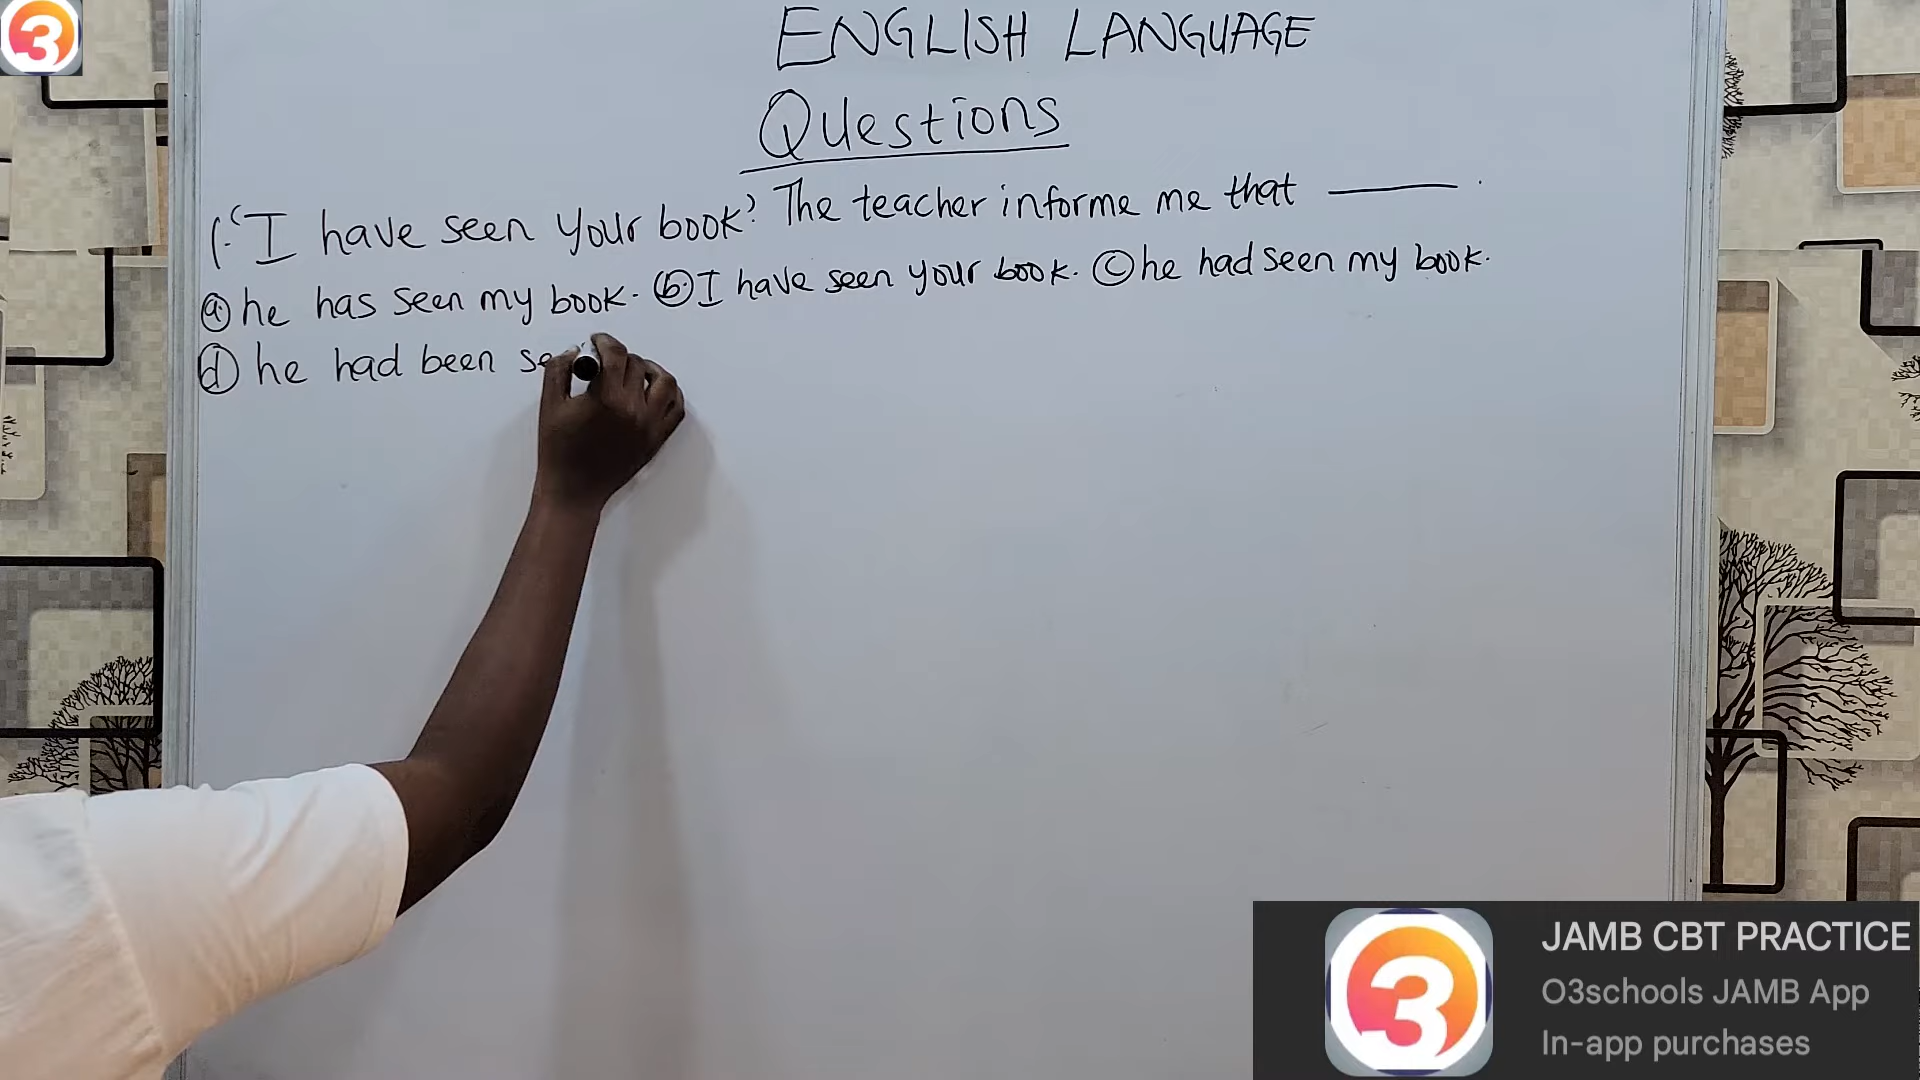 3
ENGLISH LANGUAGE
Questions
1. 'I have seen your book'. The teacher informe me that ______.
(a.) he has seen my book. (b.) I have seen your book. (c) he had seen my book.
(d) he had been
3
JAMB CBT PRACTICE
O3schools JAMB App
In-app purchases